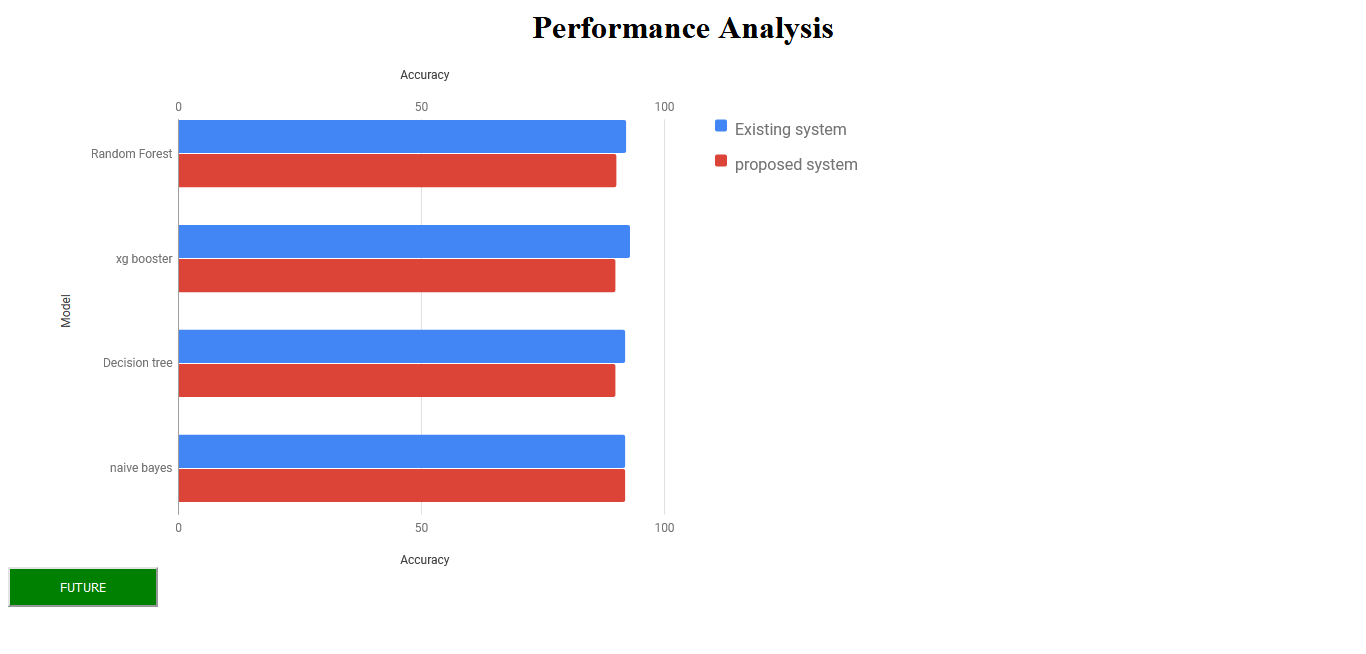 Performance Analysis
Accuracy
0 50 100
Existing system
proposed system
Random Forest
xg booster
Model
Decision tree
naive bayes
0 50 100
Accuracy
FUTURE